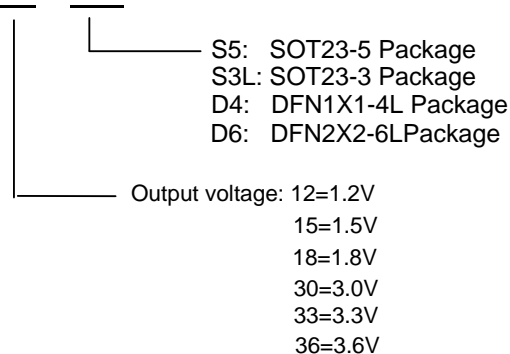 S5: SOT23-5 Package
S3L: SOT23-3 Package
D4: DFN1X1-4L Package
D6: DFN2X2-6LPackage
Output voltage: 12=1.2V
15=1.5V
18=1.8V
30=3.0V
33=3.3V
36=3.6V